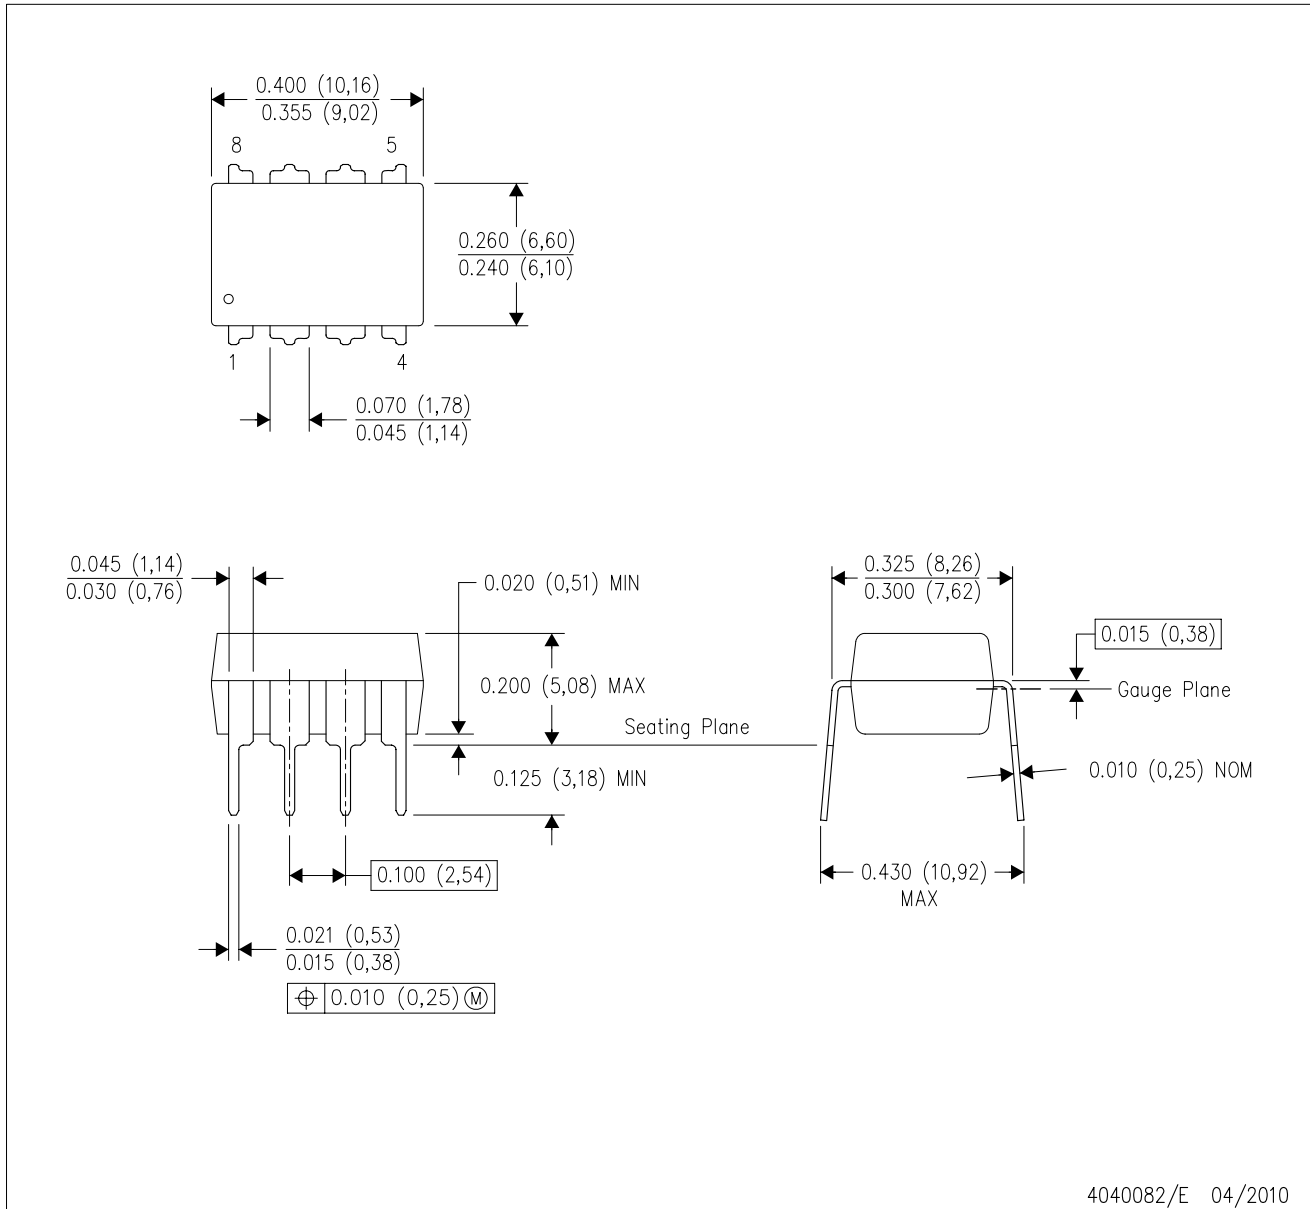 0.400 (10,16)
0.355 (9,02)
8
5
0.260 (6,60)
0.240 (6,10)
1
4
0.070 (1,78)
0.045 (1,14)
0.045 (1,14)
0.030 (0,76)
0.020 (0,51) MIN
0.325 (8,26)
0.300 (7,62)
0.015 (0,38)
0.200 (5,08) MAX
Gauge Plane
Seating Plane
0.125 (3,18) MIN
0.010 (0,25) NOM
0.100 (2,54)
0.430 (10,92)
MAX
0.021 (0,53)
0.015 (0,38)
⌖ 0.010 (0,25) Ⓜ
4040082/E 04/2010